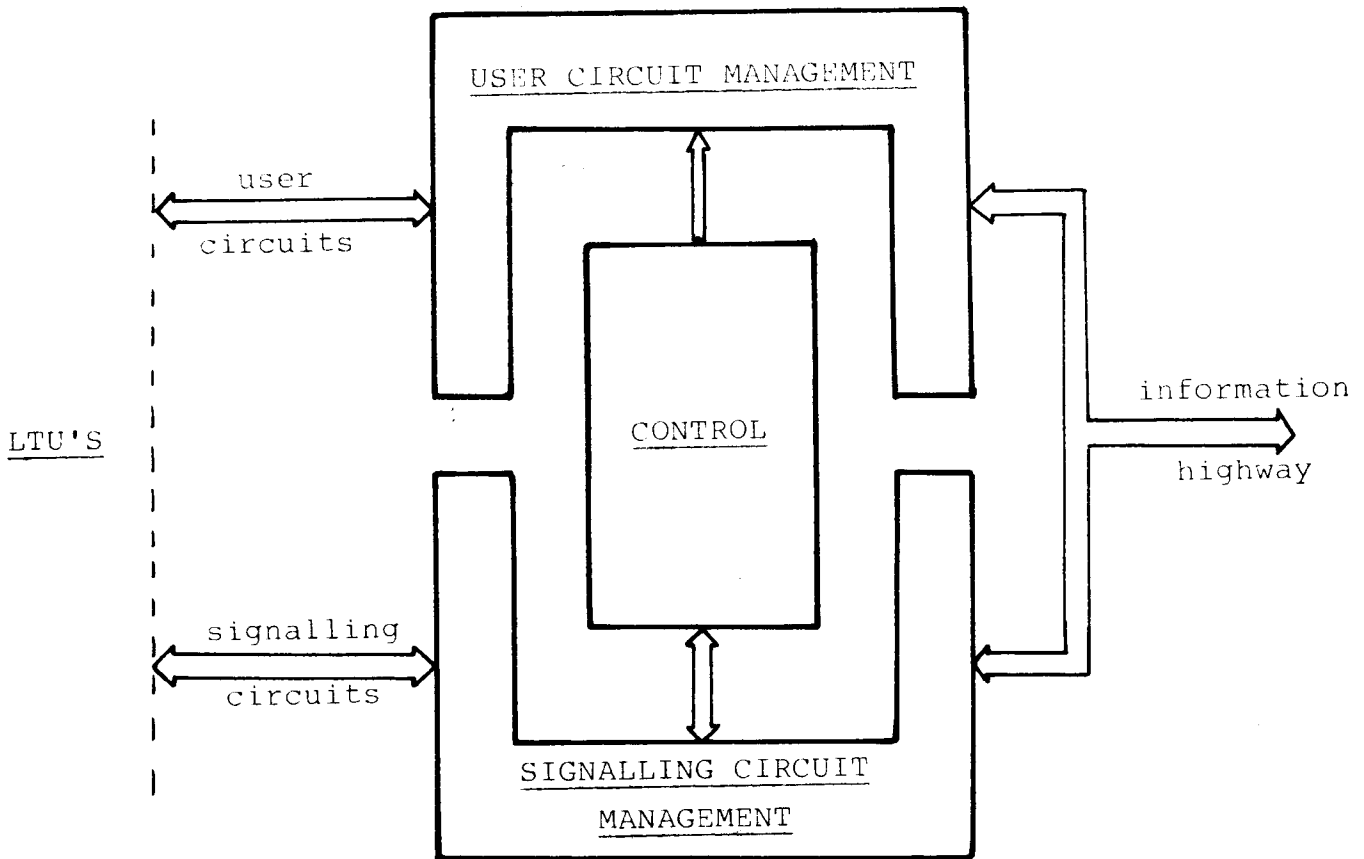 USER CIRCUIT MANAGEMENT
user
circuits
information
LTU'S
CONTROL
highway
signalling
circuits
SIGNALLING CIRCUIT
MANAGEMENT